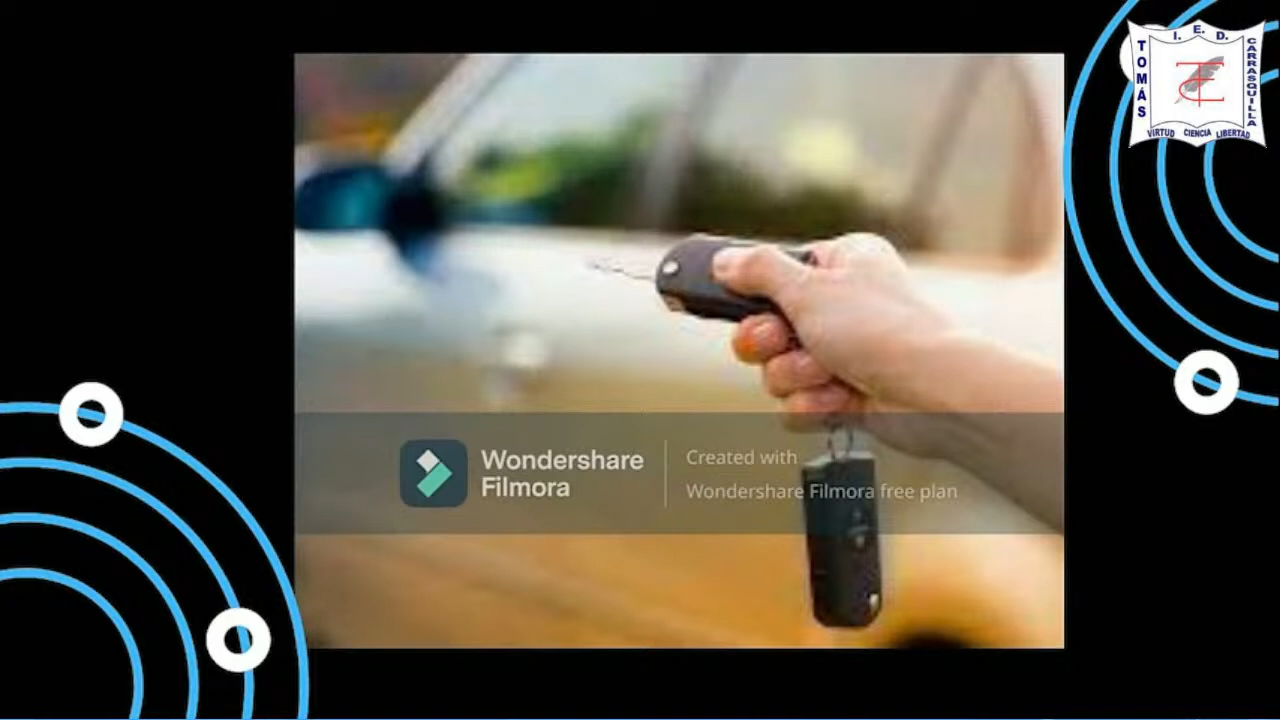 I. E. D.
TOMÁS
CARRASQUILLA
VIRTUD CIENCIA LIBERTAD
Wondershare
Filmora
Created with
Wondershare Filmora free plan